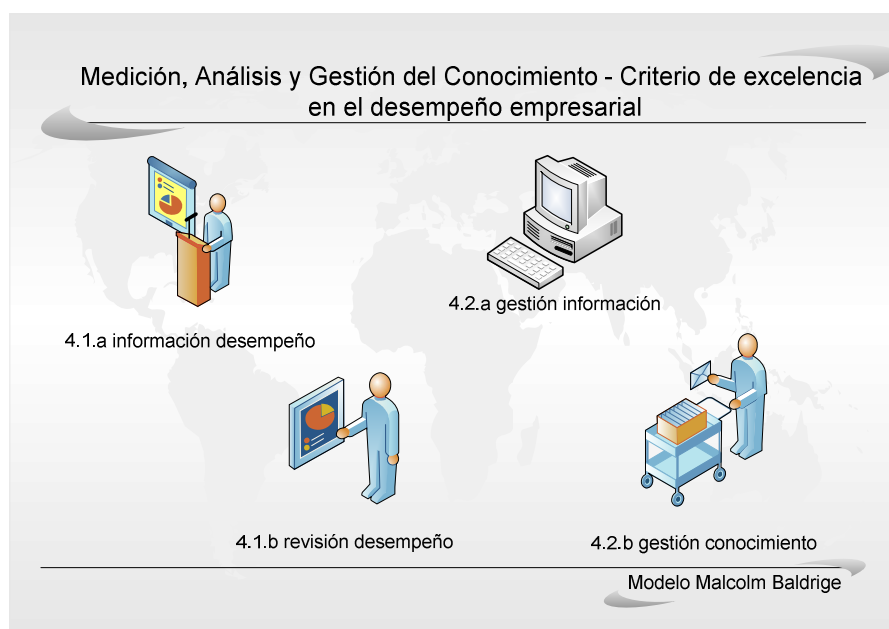 Medición, Análisis y Gestión del Conocimiento - Criterio de excelencia
en el desempeño empresarial
4.1.a información desempeño
4.2.a gestión información
4.1.b revisión desempeño
4.2.b gestión conocimiento
Modelo Malcolm Baldrige